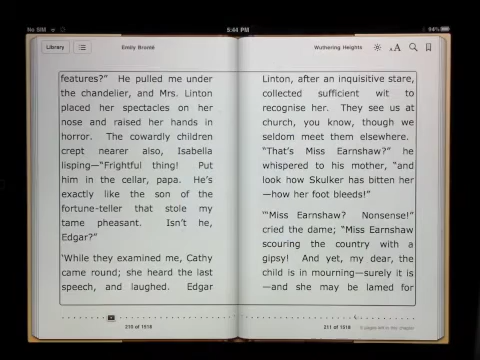 No SIM
5:44 PM
94%
Library
Emily Brontë
Wuthering Heights
AA
features?” He pulled me under
the chandelier, and Mrs. Linton
placed her spectacles on her
nose and raised her hands in
horror. The cowardly children
crept nearer also, Isabella
lisping—“Frightful thing! Put
him in the cellar, papa. He’s
exactly like the son of the
fortune-teller that stole my
tame pheasant. Isn’t he,
Edgar?”
‘While they examined me, Cathy
came round; she heard the last
speech, and laughed. Edgar
Linton, after an inquisitive stare,
collected sufficient wit to
recognise her. They see us at
church, you know, though we
seldom meet them elsewhere.
“That’s Miss Earnshaw?” he
whispered to his mother, “and
look how Skulker has bitten her
—how her foot bleeds!”
‘“Miss Earnshaw? Nonsense!”
cried the dame; “Miss Earnshaw
scouring the country with a
gipsy! And yet, my dear, the
child is in mourning—surely it is
—and she may be lamed for
210 of 1518
211 of 1518
pages left in this chapter